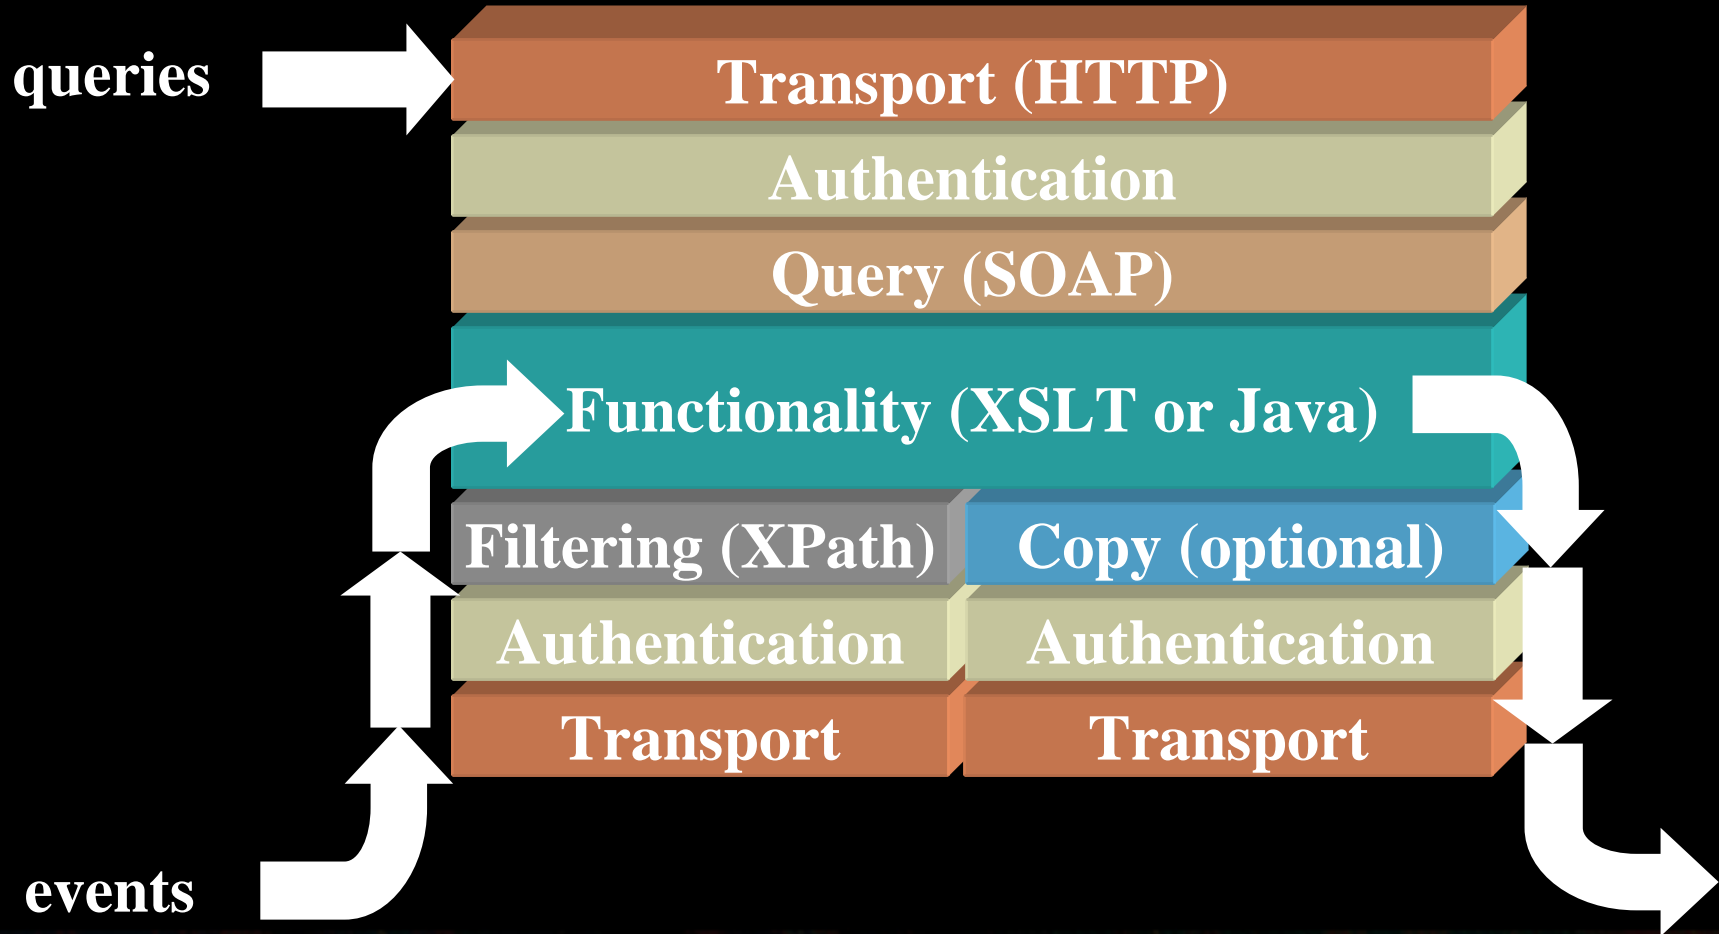 queries
Transport (HTTP)
Authentication
Query (SOAP)
Functionality (XSLT or Java)
Filtering (XPath)
Copy (optional)
Authentication
Authentication
Transport
Transport
events